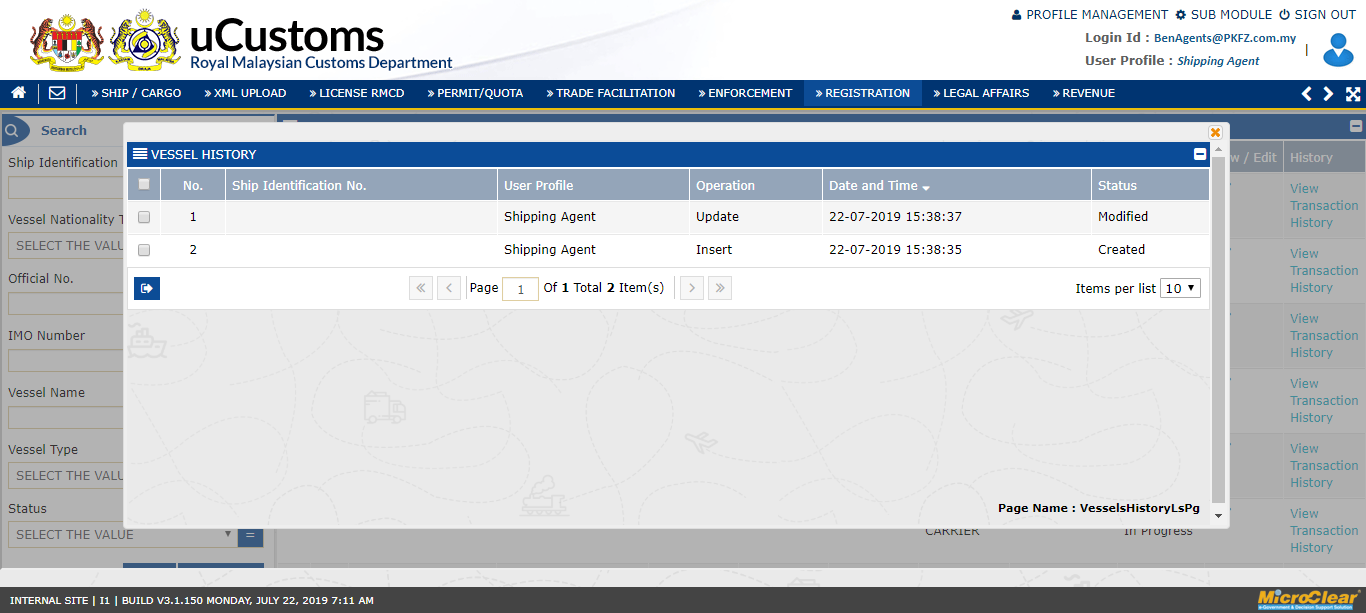 uCustoms
Royal Malaysian Customs Department
PROFILE MANAGEMENT SUB MODULE SIGN OUT
Login Id : BenAgents@PKFZ.com.my
User Profile : Shipping Agent
» SHIP / CARGO » XML UPLOAD » LICENSE RMCD » PERMIT/QUOTA » TRADE FACILITATION » ENFORCEMENT » REGISTRATION » LEGAL AFFAIRS » REVENUE
Search
Ship Identification
Vessel Nationality T
SELECT THE VALU
Official No.
IMO Number
Vessel Name
Vessel Type
SELECT THE VALU
Status
SELECT THE VALUE
VESSEL HISTORY
No. Ship Identification No. User Profile Operation Date and Time Status
1 Shipping Agent Update 22-07-2019 15:38:37 Modified
2 Shipping Agent Insert 22-07-2019 15:38:35 Created
Page 1 Of 1 Total 2 Item(s) Items per list 10
Page Name : VesselsHistoryLsPg
/ Edit History
View
Transaction
History
View
Transaction
History
View
Transaction
History
View
Transaction
History
View
Transaction
History
CARRIER In Progress View
Transaction
History
INTERNAL SITE | I1 | BUILD V3.1.150 MONDAY, JULY 22, 2019 7:11 AM
MicroClear
e-Government & Decision Support Solution